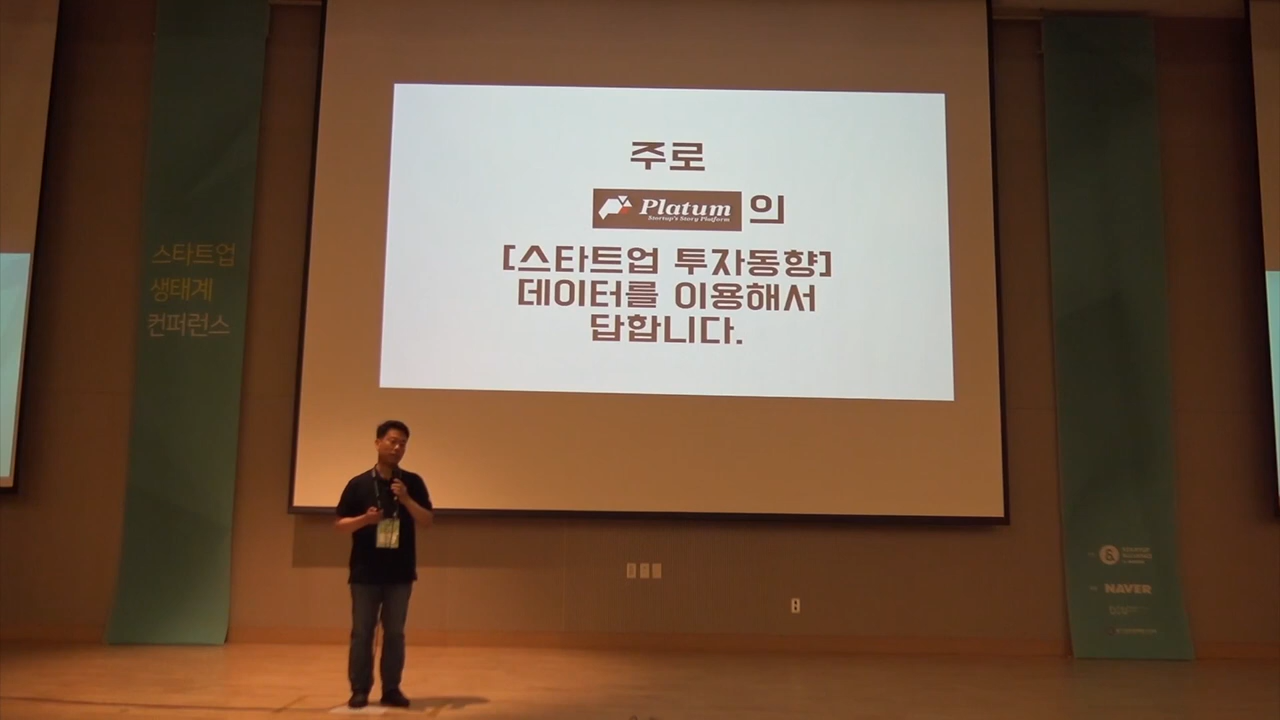 주로
Platum 의
Startup's Story Platform
[스타트업 투자동향]
데이터를 이용해서
답합니다.
스타트업
생태계
컨퍼런스
NAVER